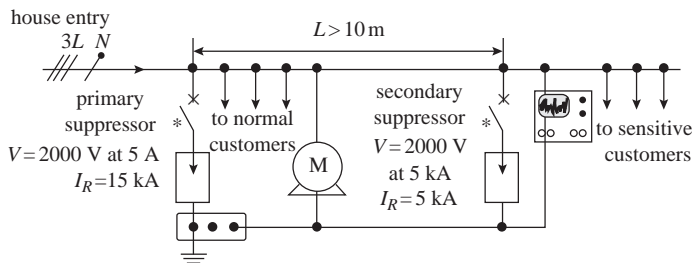 house entry
3L N
L > 10 m
primary
suppressor
*
V = 2000 V at 5 A
I_R = 15 kA
to normal
customers
M
secondary
suppressor
*
V = 2000 V
at 5 kA
I_R = 5 kA
to sensitive
customers